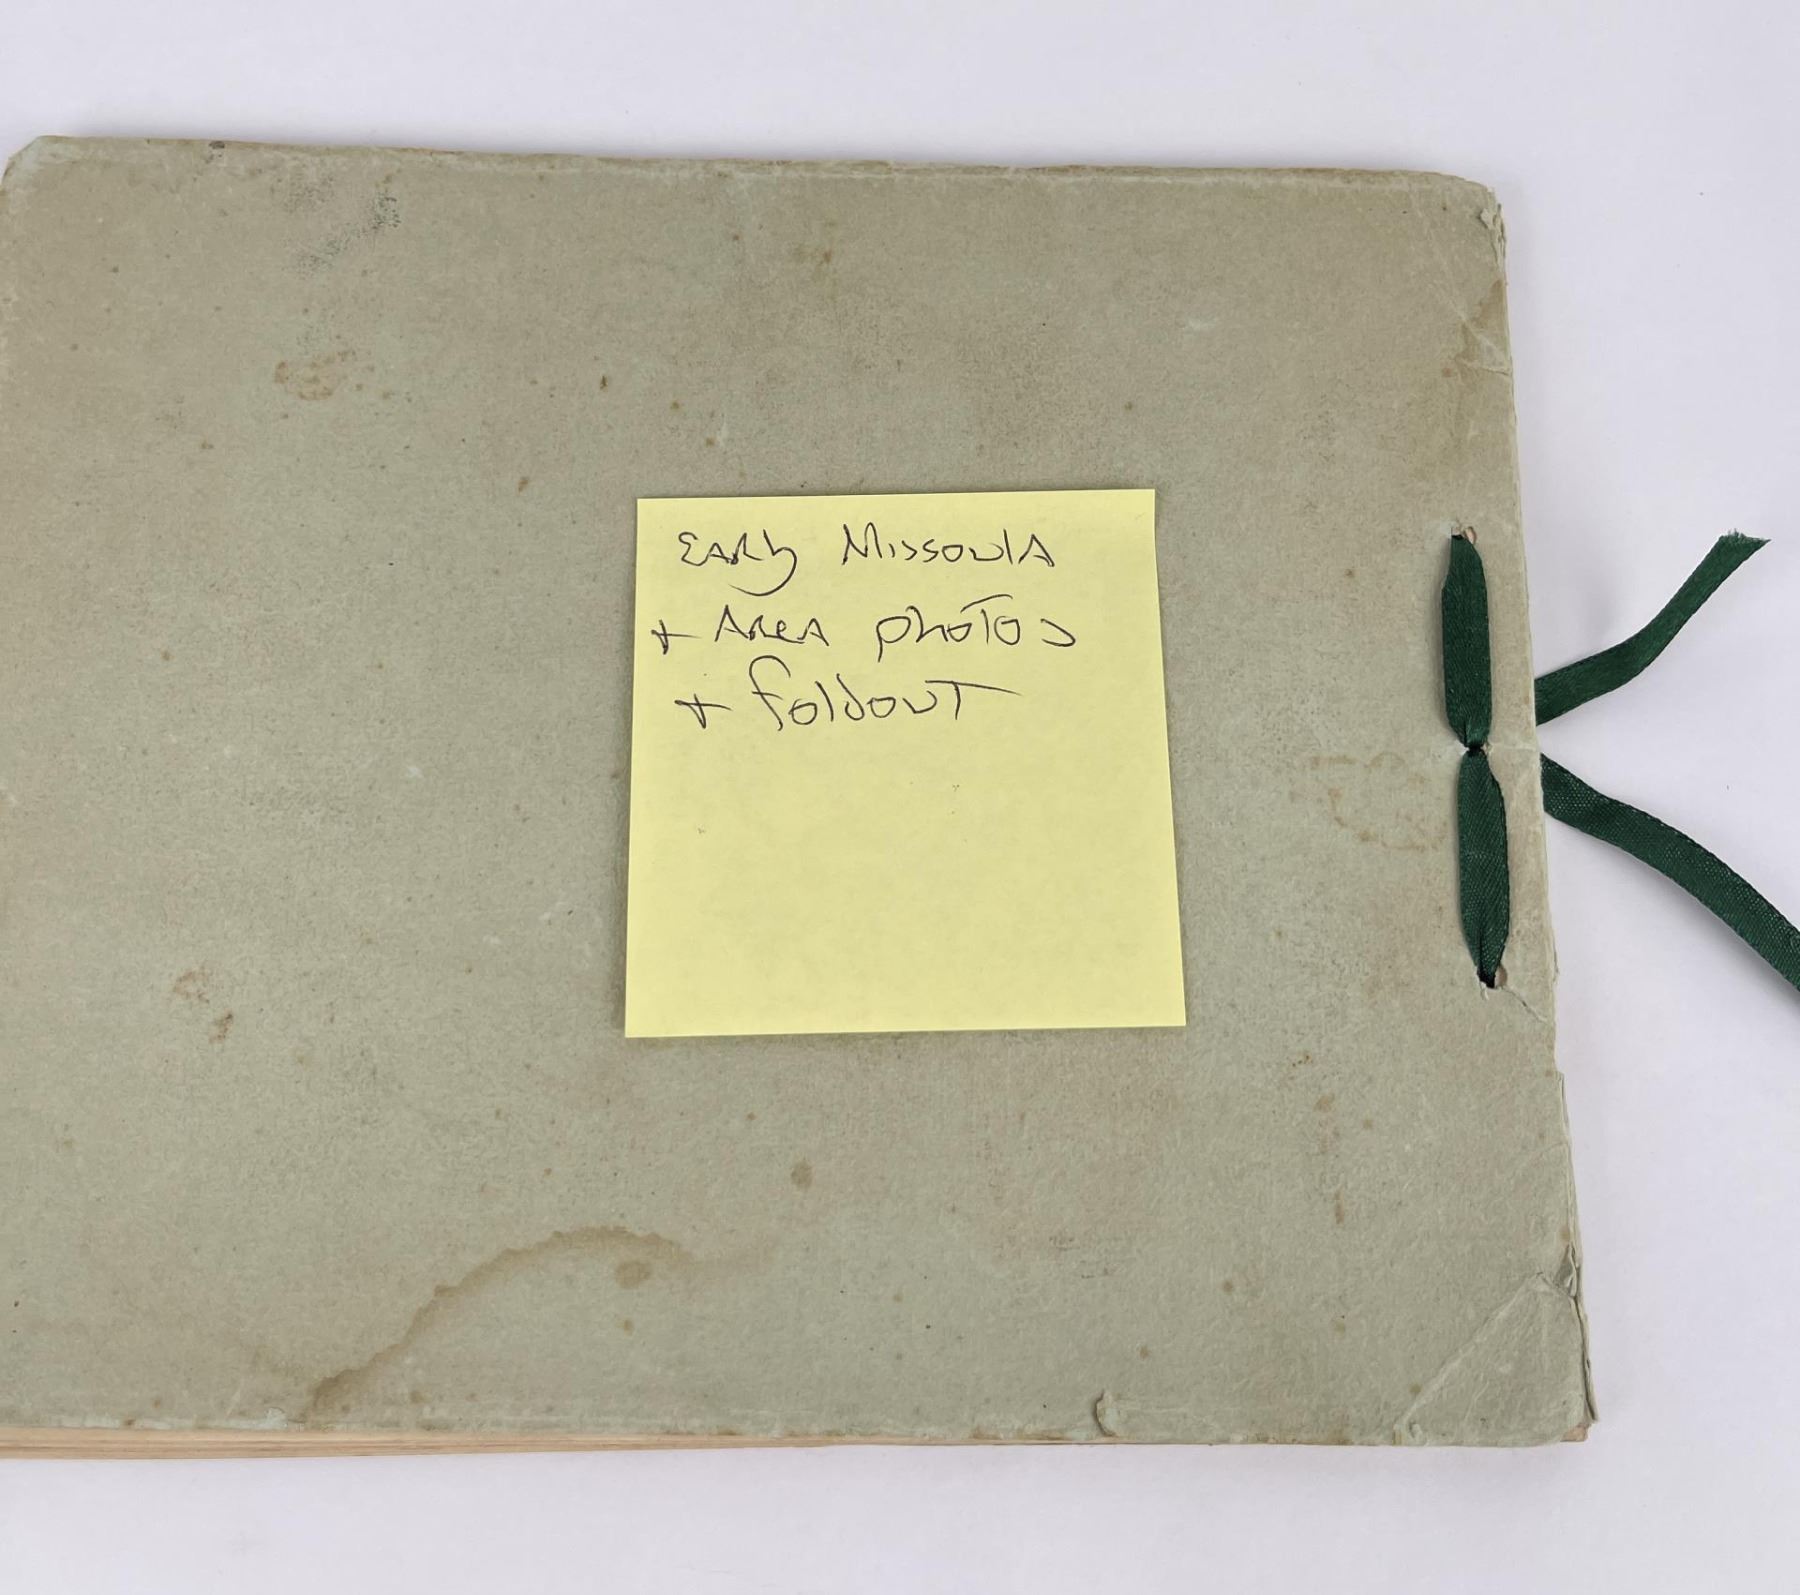 Early Missoula
+ Area photos
+ foldout